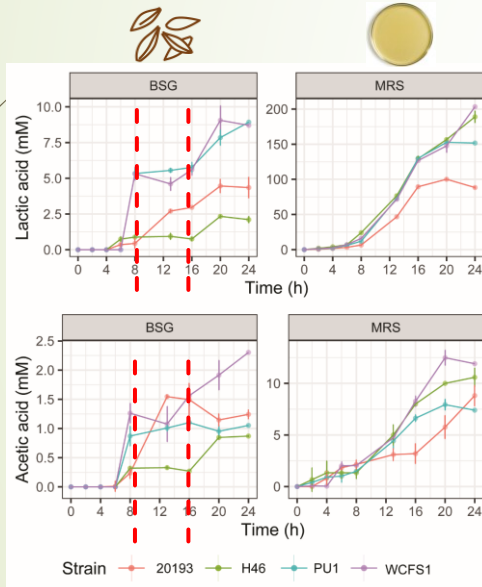 BSG MRS
Lactic acid (mM)
10.0
7.5
5.0
2.5
0.0
200
150
100
50
0
0 4 8 12 16 20 24 0 4 8 12 16 20 24
Time (h) Time (h)
BSG MRS
Acetic acid (mM)
2.5
2.0
1.5
1.0
0.5
0.0
10
5
0
0 4 8 12 16 20 24 0 4 8 12 16 20 24
Time (h) Time (h)
Strain 20193 H46 PU1 WCFS1